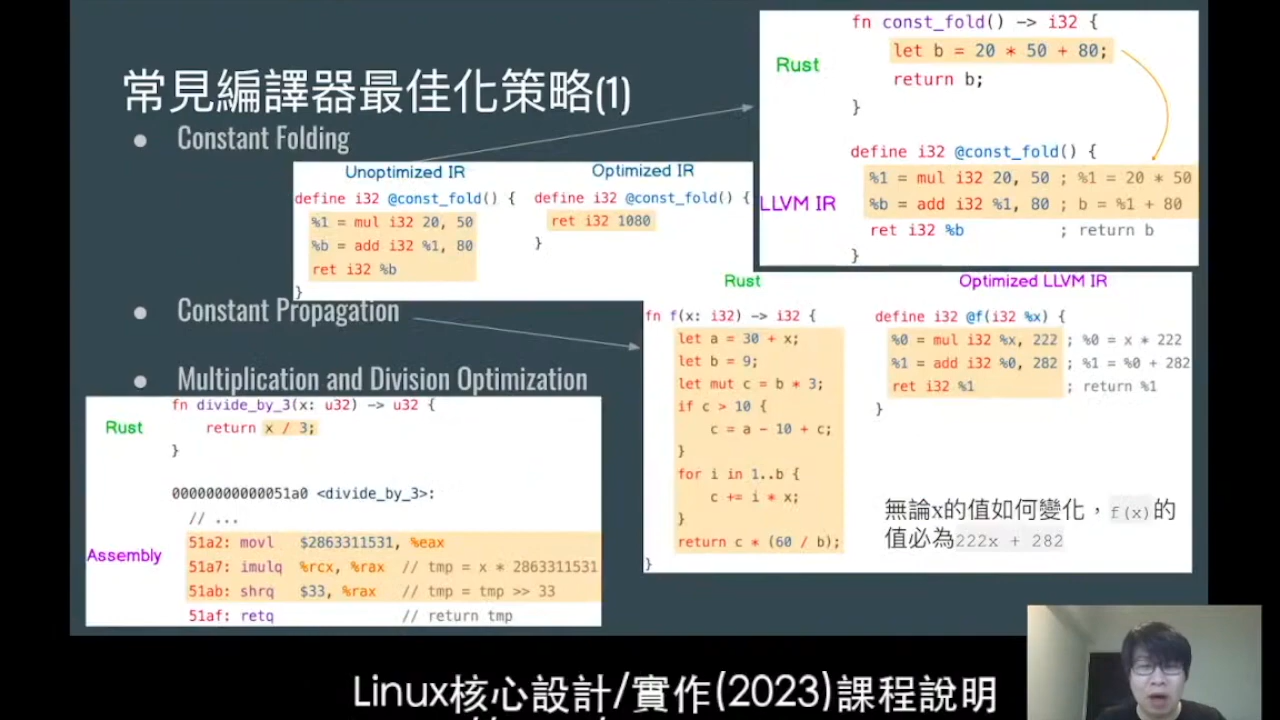 常見編譯器最佳化策略(1)
● Constant Folding
Unoptimized IR
define i32 @const_fold() {
%1 = mul i32 20, 50
%b = add i32 %1, 80
ret i32 %b
}
Optimized IR
define i32 @const_fold() {
ret i32 1080
}
Rust
fn const_fold() -> i32 {
let b = 20 * 50 + 80;
return b;
}
LLVM IR
define i32 @const_fold() {
%1 = mul i32 20, 50 ; %1 = 20 * 50
%b = add i32 %1, 80 ; b = %1 + 80
ret i32 %b ; return b
}
● Constant Propagation
Rust
fn f(x: i32) -> i32 {
let a = 30 + x;
let b = 9;
let mut c = b * 3;
if c > 10 {
c = a - 10 + c;
}
for i in 1..b {
c += i * x;
}
return c * (60 / b);
}
Optimized LLVM IR
define i32 @f(i32 %x) {
%0 = mul i32 %x, 222 ; %0 = x * 222
%1 = add i32 %0, 282 ; %1 = %0 + 282
ret i32 %1 ; return %1
}
無論x的值如何變化，f(x)的
值必為222x + 282
● Multiplication and Division Optimization
Rust
fn divide_by_3(x: u32) -> u32 {
return x / 3;
}
Assembly
00000000000051a0 <divide_by_3>:
// ...
51a2: movl $2863311531, %eax
51a7: imulq %rcx, %rax // tmp = x * 2863311531
51ab: shrq $33, %rax // tmp = tmp >> 33
51af: retq // return tmp
Linux核心設計/實作(2023)課程說明